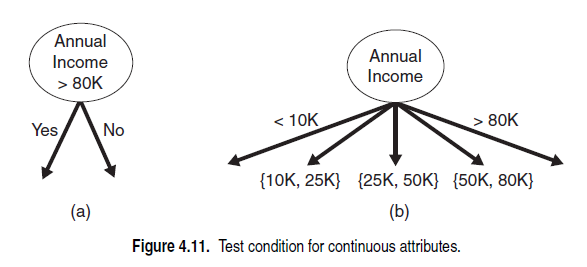 Annual
Income
> 80K
Yes
No
(a)
Annual
Income
< 10K
> 80K
{10K, 25K} {25K, 50K} {50K, 80K}
(b)
Figure 4.11. Test condition for continuous attributes.